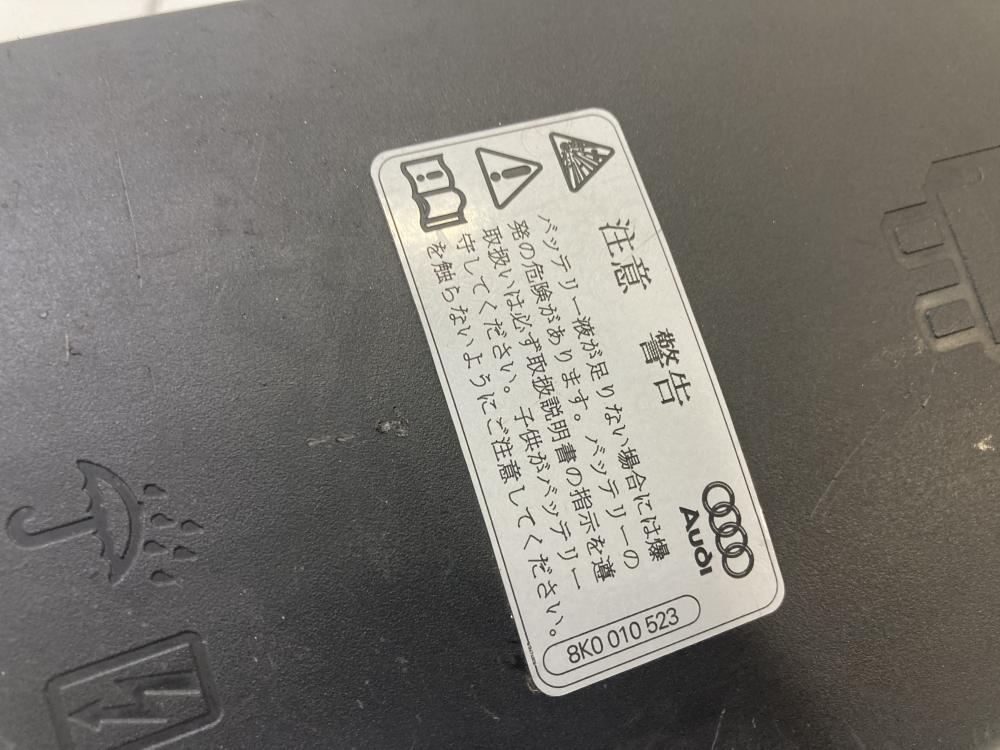 注意 警告
バッテリー液が足りない場合には爆
発の危険があります。バッテリーの
取扱いは必ず取扱説明書の指示を遵
守してください。子供がバッテリー
を触らないようにご注意してください。
Audi
8K0 010 523